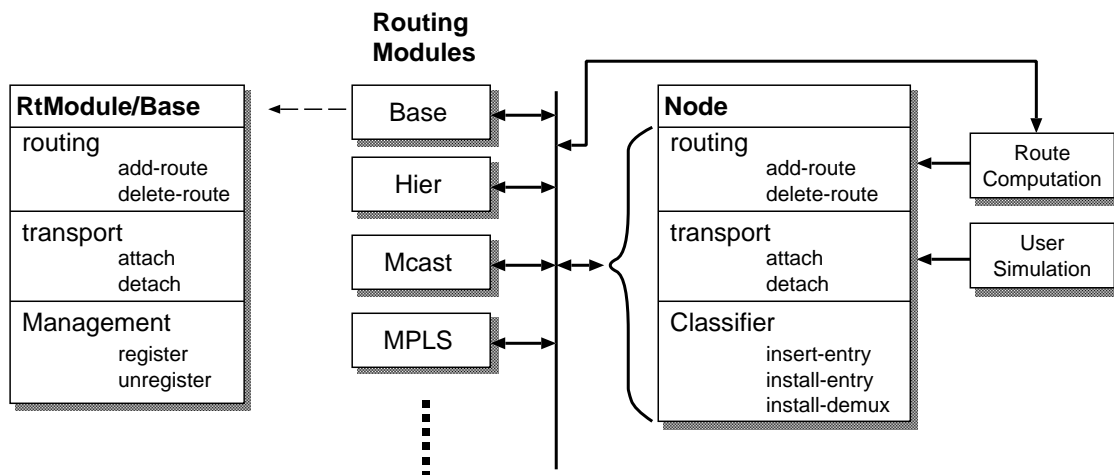 Routing
Modules
RtModule/Base
routing
add-route
delete-route
transport
attach
detach
Management
register
unregister
Base
Hier
Mcast
MPLS
Node
routing
add-route
delete-route
transport
attach
detach
Classifier
insert-entry
install-entry
install-demux
Route
Computation
User
Simulation